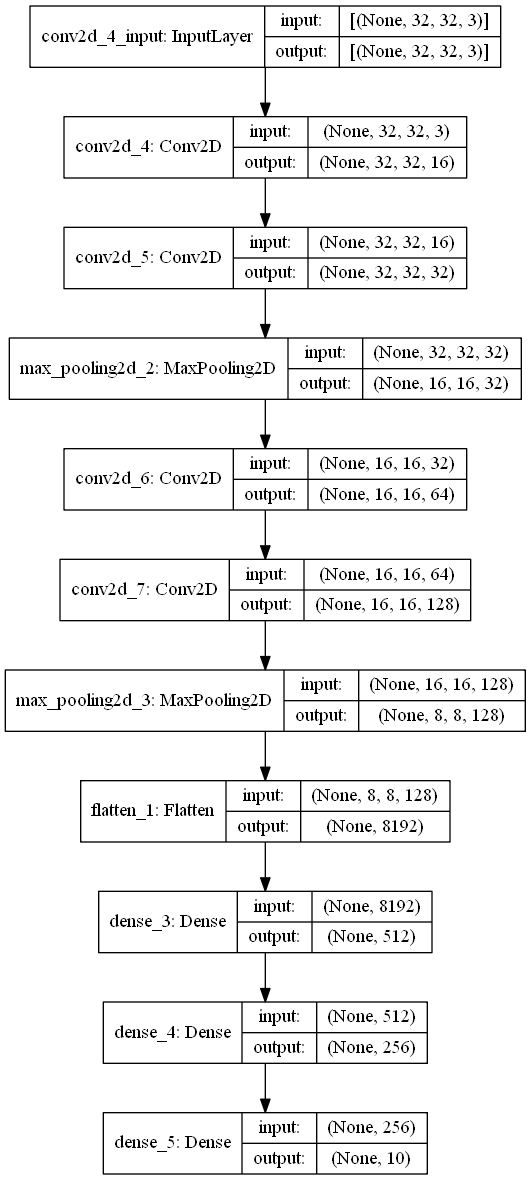 conv2d_4_input: InputLayer
input: [(None, 32, 32, 3)]
output: [(None, 32, 32, 3)]
conv2d_4: Conv2D
input: (None, 32, 32, 3)
output: (None, 32, 32, 16)
conv2d_5: Conv2D
input: (None, 32, 32, 16)
output: (None, 32, 32, 32)
max_pooling2d_2: MaxPooling2D
input: (None, 32, 32, 32)
output: (None, 16, 16, 32)
conv2d_6: Conv2D
input: (None, 16, 16, 32)
output: (None, 16, 16, 64)
conv2d_7: Conv2D
input: (None, 16, 16, 64)
output: (None, 16, 16, 128)
max_pooling2d_3: MaxPooling2D
input: (None, 16, 16, 128)
output: (None, 8, 8, 128)
flatten_1: Flatten
input: (None, 8, 8, 128)
output: (None, 8192)
dense_3: Dense
input: (None, 8192)
output: (None, 512)
dense_4: Dense
input: (None, 512)
output: (None, 256)
dense_5: Dense
input: (None, 256)
output: (None, 10)